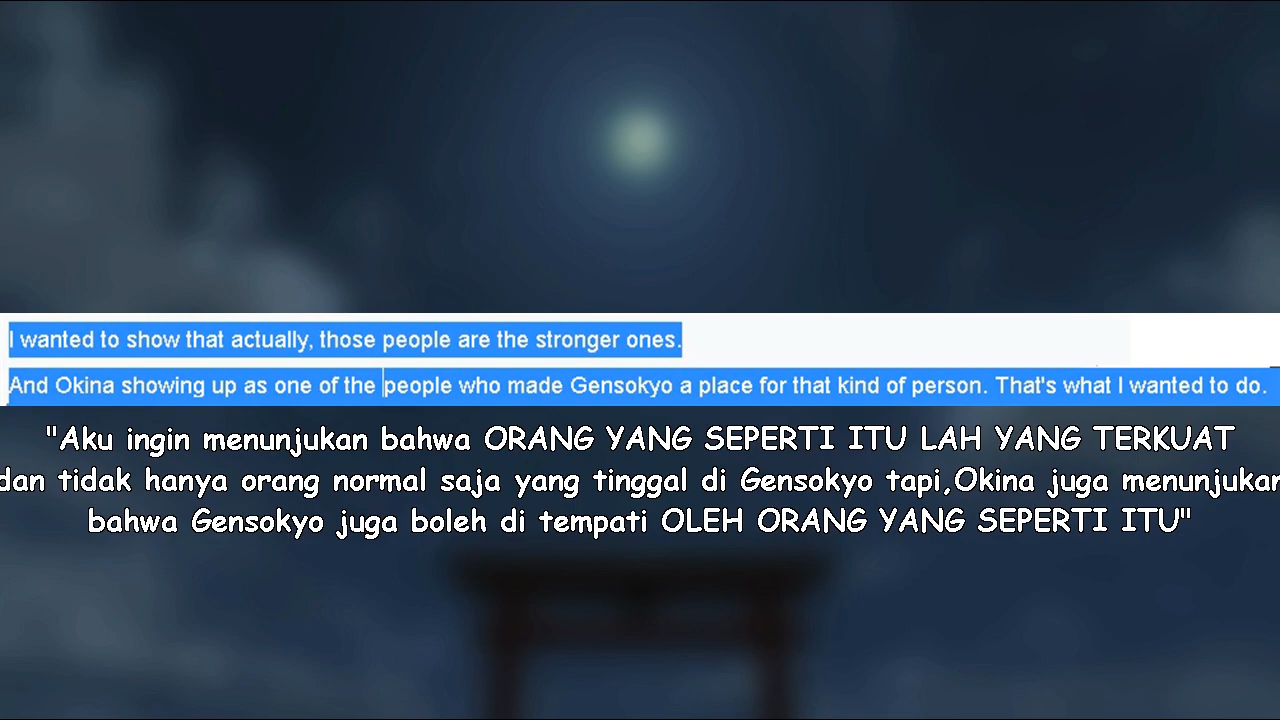 I wanted to show that actually, those people are the stronger ones.
And Okina showing up as one of the people who made Gensokyo a place for that kind of person. That's what I wanted to do.
"Aku ingin menunjukan bahwa ORANG YANG SEPERTI ITU LAH YANG TERKUAT
dan tidak hanya orang normal saja yang tinggal di Gensokyo tapi,Okina juga menunjukan
bahwa Gensokyo juga boleh di tempati OLEH ORANG YANG SEPERTI ITU"